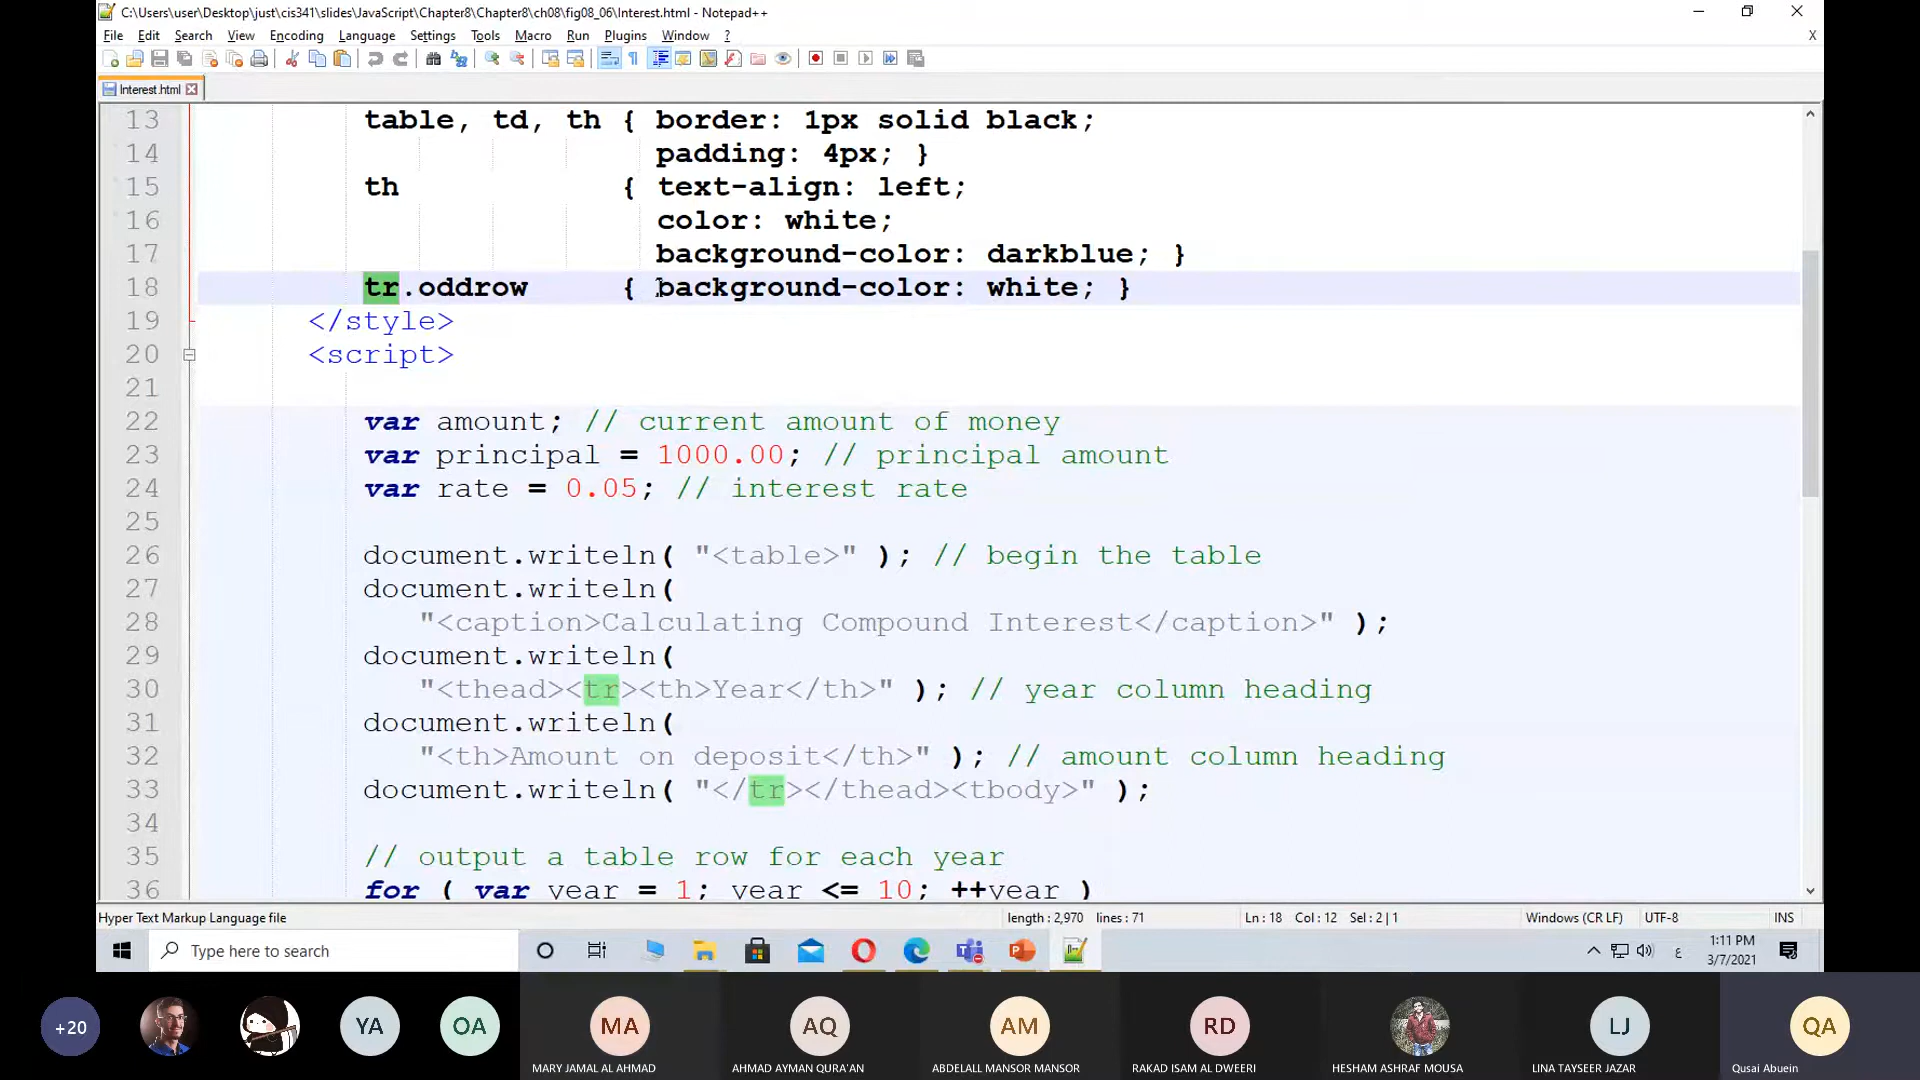 C:\Users\user\Desktop\just\cis341\slides\JavaScript\Chapter8\Chapter8\ch08\fig08_06\Interest.html - Notepad++
File Edit Search View Encoding Language Settings Tools Macro Run Plugins Window ? X
Interest.html
13 table, td, th { border: 1px solid black;
14 padding: 4px; }
15 th { text-align: left;
16 color: white;
17 background-color: darkblue; }
18 tr.oddrow { background-color: white; }
19 </style>
20 <script>
21
22 var amount; // current amount of money
23 var principal = 1000.00; // principal amount
24 var rate = 0.05; // interest rate
25
26 document.writeln( "<table>" ); // begin the table
27 document.writeln(
28 "<caption>Calculating Compound Interest</caption>" );
29 document.writeln(
30 "<thead><tr><th>Year</th>" ); // year column heading
31 document.writeln(
32 "<th>Amount on deposit</th>" ); // amount column heading
33 document.writeln( "</tr></thead><tbody>" );
34
35 // output a table row for each year
36 for ( var year = 1; year <= 10; ++year )
Hyper Text Markup Language file length : 2,970 lines : 71 Ln : 18 Col : 12 Sel : 2 | 1 Windows (CR LF) UTF-8 INS
Type here to search ع 1:11 PM
3/7/2021
+20 YA OA MA AQ AM RD LJ QA
MARY JAMAL AL AHMAD AHMAD AYMAN QURA'AN ABDELALL MANSOR MANSOR RAKAD ISAM AL DWEERI HESHAM ASHRAF MOUSA LINA TAYSEER JAZAR Qusai Abuein